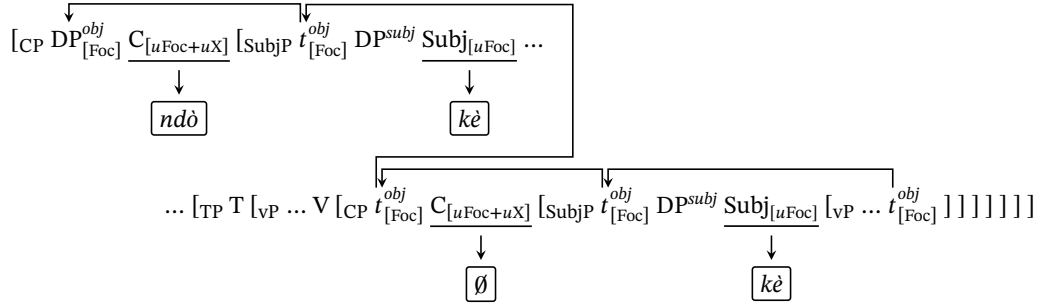 [CP DP^obj_[Foc] C_[uFoc+uX] [SubjP t^obj_[Foc] DP^subj Subj_[uFoc] ...
ndò kè
... [TP T [vP ... V [CP t^obj_[Foc] C_[uFoc+uX] [SubjP t^obj_[Foc] DP^subj Subj_[uFoc] [vP ... t^obj_[Foc] ] ] ] ] ] ] ]
Ø kè